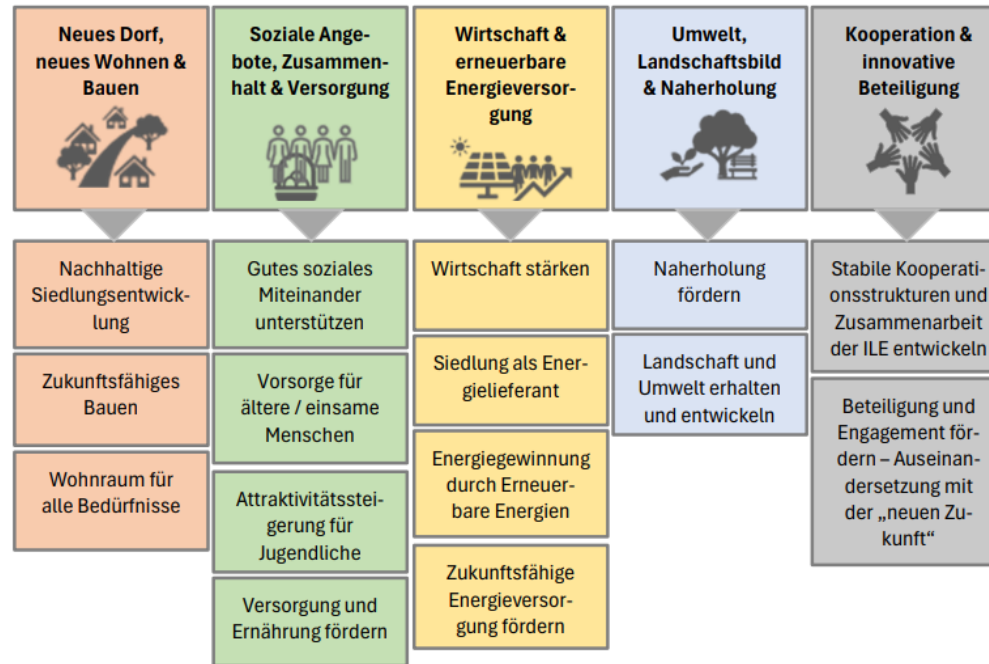 Neues Dorf,
neues Wohnen &
Bauen
Soziale Ange-
bote, Zusammen-
halt & Versorgung
Wirtschaft &
erneuerbare
Energieversor-
gung
Umwelt,
Landschaftsbild
& Naherholung
Kooperation &
innovative
Beteiligung
Nachhaltige
Siedlungsentwick-
lung
Zukunftsfähiges
Bauen
Wohnraum für
alle Bedürfnisse
Gutes soziales
Miteinander
unterstützen
Vorsorge für
ältere / einsame
Menschen
Attraktivitätsstei-
gerung für
Jugendliche
Versorgung und
Ernährung fördern
Wirtschaft stärken
Siedlung als Ener-
gielieferant
Energiegewinnung
durch Erneuer-
bare Energien
Zukunftsfähige
Energieversor-
gung fördern
Naherholung
fördern
Landschaft und
Umwelt erhalten
und entwickeln
Stabile Kooperati-
onsstrukturen und
Zusammenarbeit
der ILE entwickeln
Beteiligung und
Engagement för-
dern – Auseinan-
dersetzung mit
der „neuen Zu-
kunft“